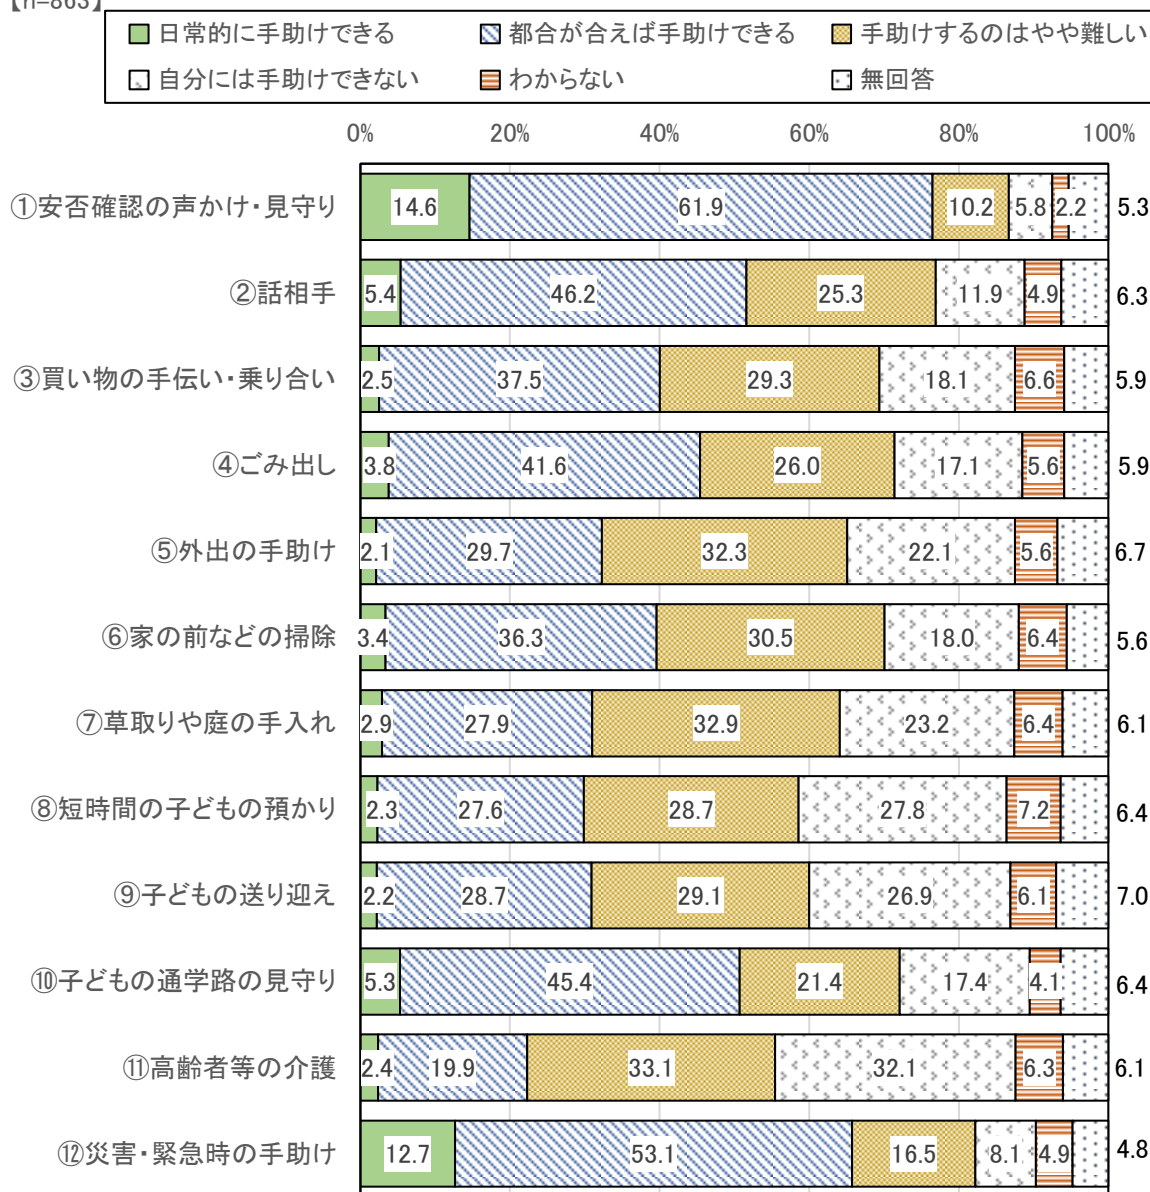 【n=863】
日常的に手助けできる 都合が合えば手助けできる 手助けするのはやや難しい
自分には手助けできない わからない 無回答
0% 20% 40% 60% 80% 100%
①安否確認の声かけ・見守り 14.6 61.9 10.2 5.8 2.2 5.3
②話相手 5.4 46.2 25.3 11.9 4.9 6.3
③買い物の手伝い・乗り合い 2.5 37.5 29.3 18.1 6.6 5.9
④ごみ出し 3.8 41.6 26.0 17.1 5.6 5.9
⑤外出の手助け 2.1 29.7 32.3 22.1 5.6 6.7
⑥家の前などの掃除 3.4 36.3 30.5 18.0 6.4 5.6
⑦草取りや庭の手入れ 2.9 27.9 32.9 23.2 6.4 6.1
⑧短時間の子どもの預かり 2.3 27.6 28.7 27.8 7.2 6.4
⑨子どもの送り迎え 2.2 28.7 29.1 26.9 6.1 7.0
⑩子どもの通学路の見守り 5.3 45.4 21.4 17.4 4.1 6.4
⑪高齢者等の介護 2.4 19.9 33.1 32.1 6.3 6.1
⑫災害・緊急時の手助け 12.7 53.1 16.5 8.1 4.9 4.8